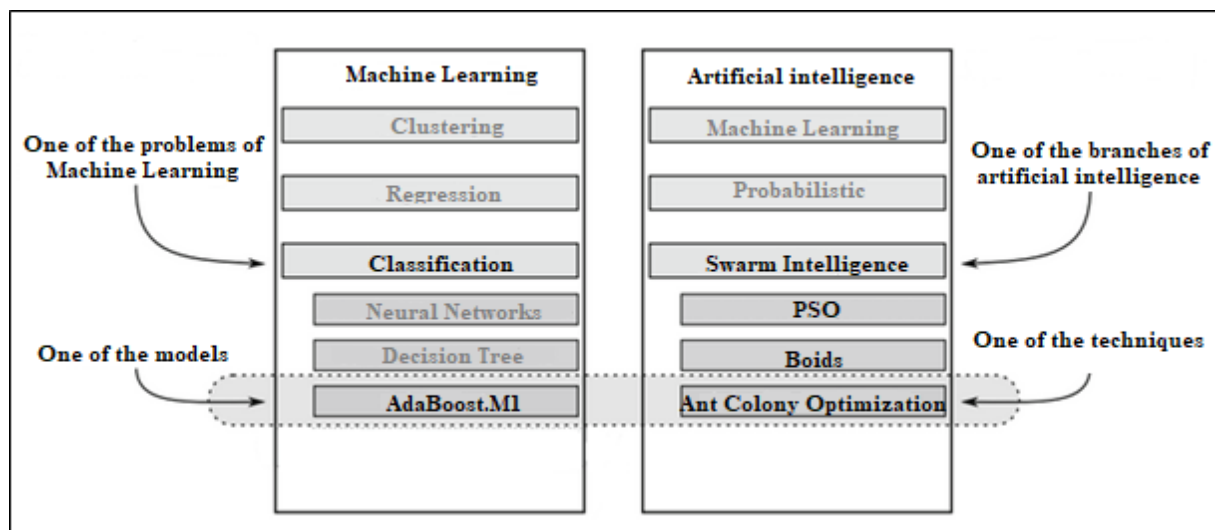 Machine Learning
Clustering
Regression
Classification
Neural Networks
Decision Tree
AdaBoost.M1
Artificial intelligence
Machine Learning
Probabilistic
Swarm Intelligence
PSO
Boids
Ant Colony Optimization
One of the problems of
Machine Learning
One of the models
One of the branches of
artificial intelligence
One of the techniques